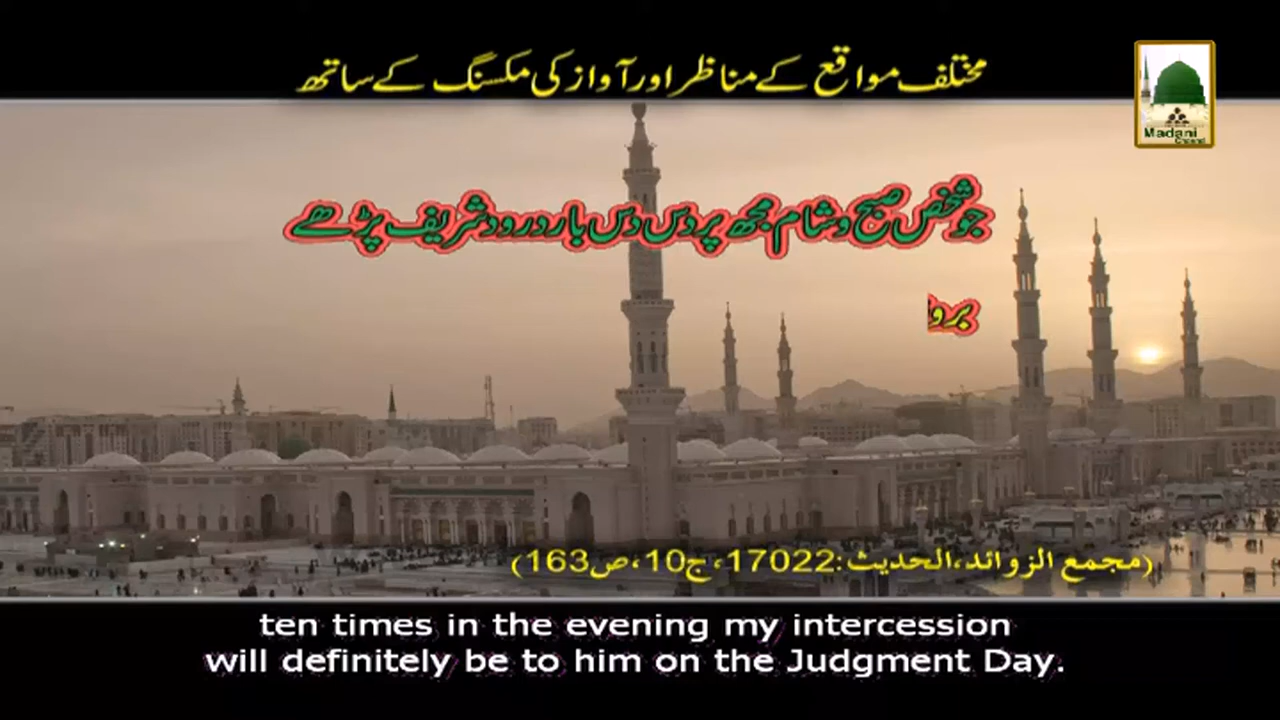 مختلف مواقع کے مناظر اور آواز کی مکسنگ کے ساتھ
Madani
Channel
جو شخص صبح و شام مجھ پر دس دس بار درود شریف پڑھے
برو
(مجمع الزوائد،الحدیث:17022،ج10،ص163)
ten times in the evening my intercession
will definitely be to him on the Judgment Day.